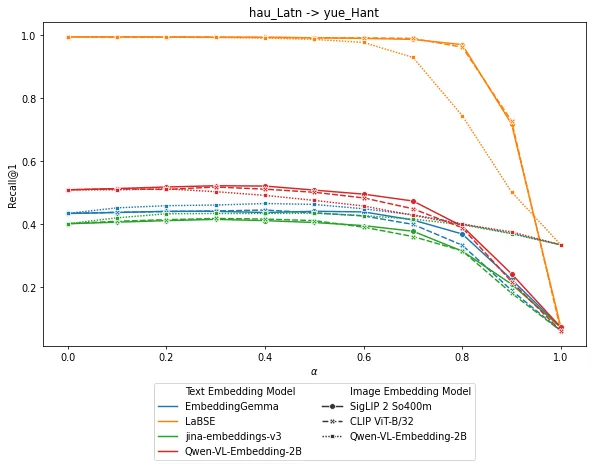 hau_Latn -> yue_Hant
Recall@1
1.0
0.8
0.6
0.4
0.2
0.0 0.2 0.4 0.6 0.8 1.0
α
Text Embedding Model Image Embedding Model
EmbeddingGemma SigLIP 2 So400m
LaBSE CLIP ViT-B/32
jina-embeddings-v3 Qwen-VL-Embedding-2B
Qwen-VL-Embedding-2B